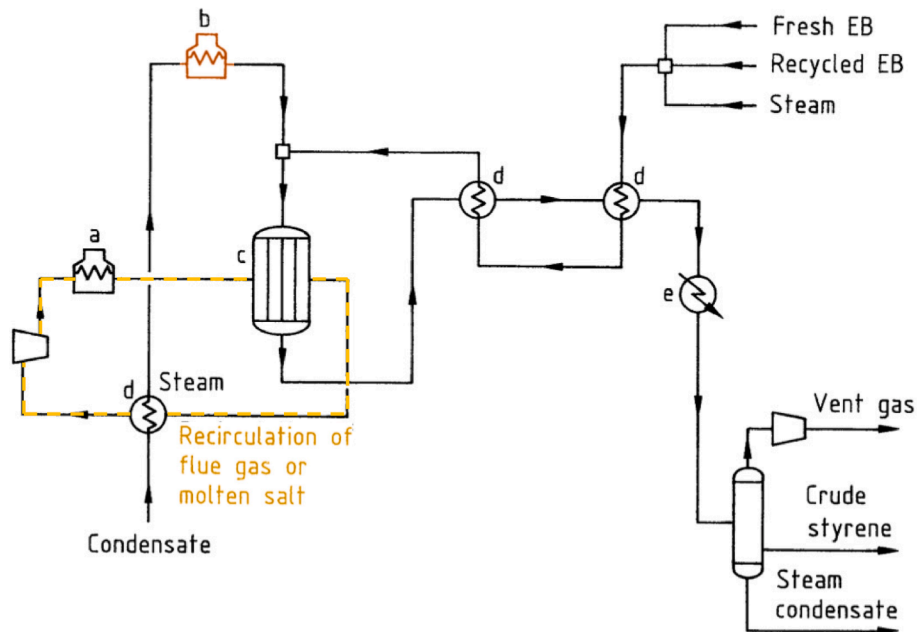 b
Fresh EB
Recycled EB
Steam
d
d
a
c
e
d
Steam
Recirculation of
flue gas or
molten salt
Condensate
Vent gas
Crude
styrene
Steam
condensate